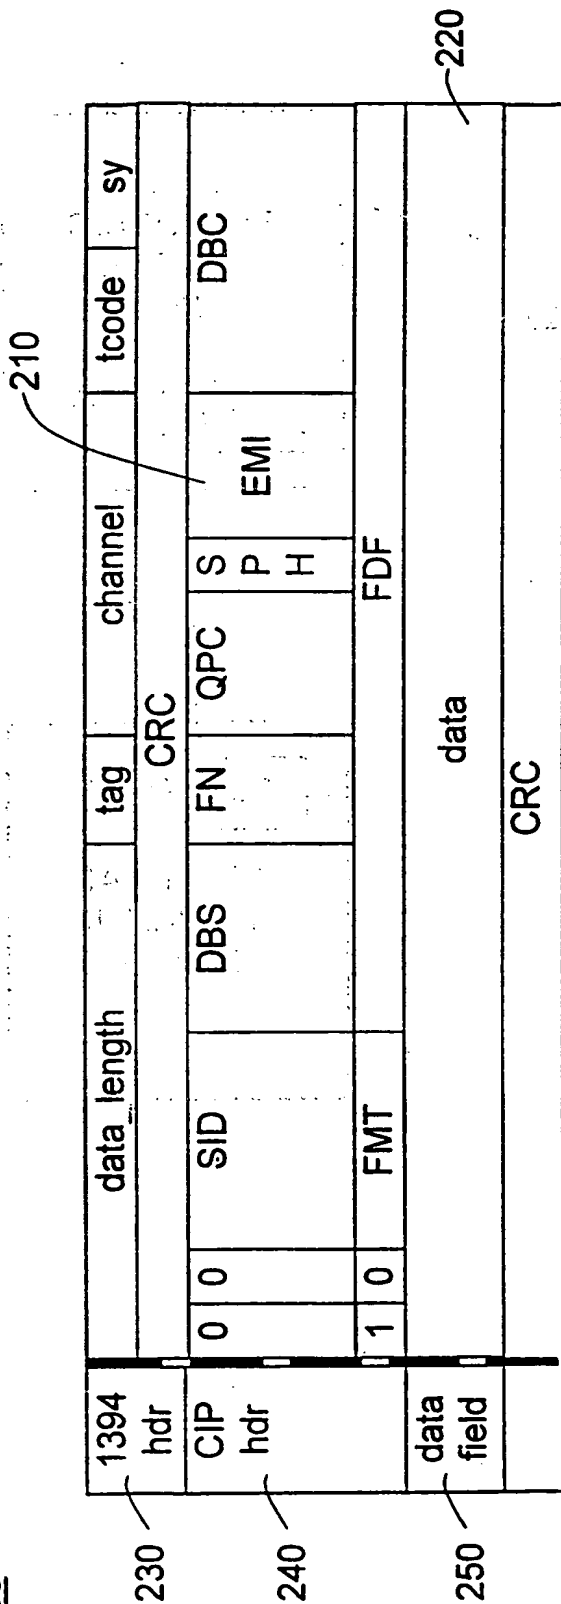 210
1394 hdr data_length tag channel tcode sy
CRC
CIP hdr 0 0 SID DBS FN QPC SPH EMI DBC
1 0 FMT FDF
data field data
CRC
220
230
240
250